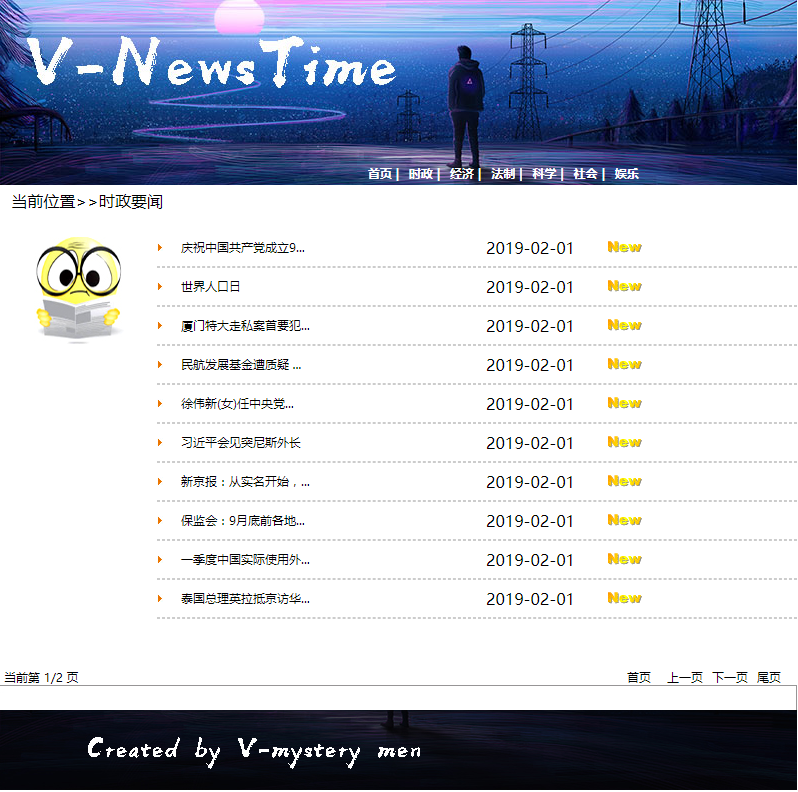 V-NewsTime
首页 | 时政 | 经济 | 法制 | 科学 | 社会 | 娱乐
当前位置>>时政要闻
庆祝中国共产党成立9... 2019-02-01 New
世界人口日 2019-02-01 New
厦门特大走私案首要犯... 2019-02-01 New
民航发展基金遭质疑 ... 2019-02-01 New
徐伟新(女)任中央党... 2019-02-01 New
习近平会见突尼斯外长 2019-02-01 New
新京报：从实名开始，... 2019-02-01 New
保监会：9月底前各地... 2019-02-01 New
一季度中国实际使用外... 2019-02-01 New
泰国总理英拉抵京访华... 2019-02-01 New
当前第 1/2 页 首页 上一页 下一页 尾页
Created by V-mystery men